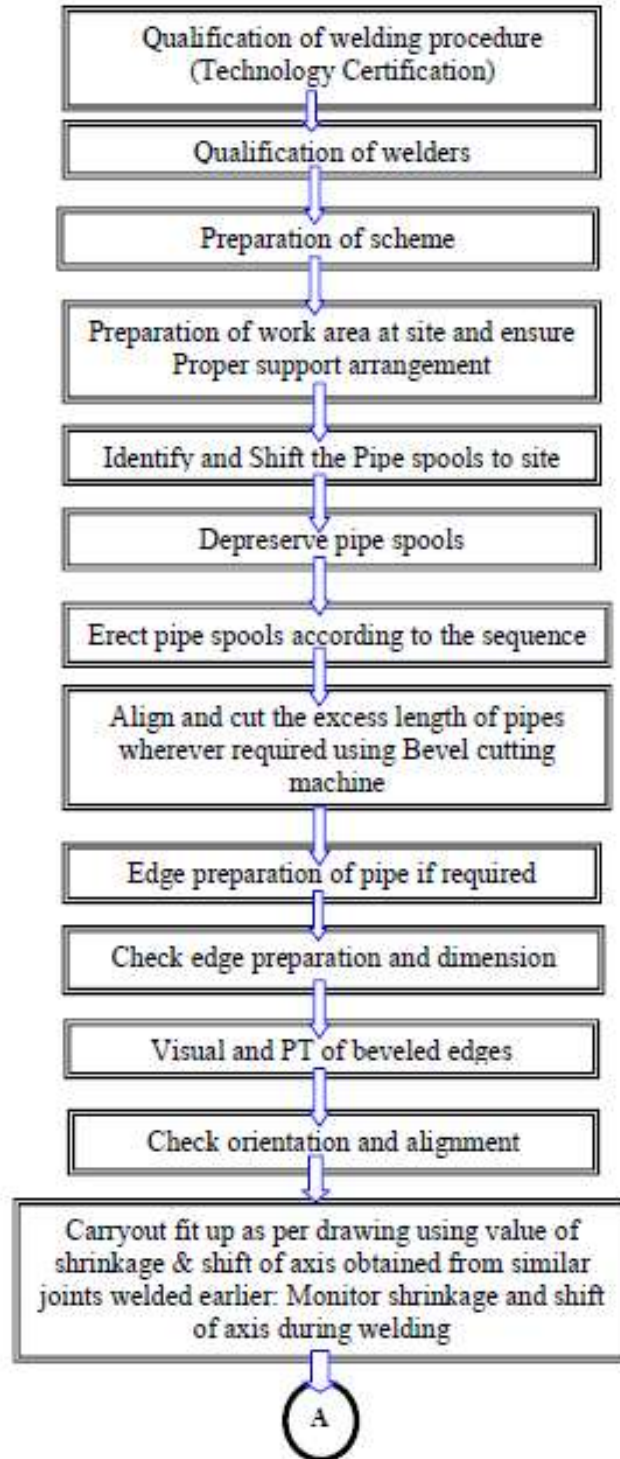 Qualification of welding procedure
(Technology Certification)
Qualification of welders
Preparation of scheme
Preparation of work area at site and ensure
Proper support arrangement
Identify and Shift the Pipe spools to site
Depreserve pipe spools
Erect pipe spools according to the sequence
Align and cut the excess length of pipes
wherever required using Bevel cutting
machine
Edge preparation of pipe if required
Check edge preparation and dimension
Visual and PT of beveled edges
Check orientation and alignment
Carryout fit up as per drawing using value of
shrinkage & shift of axis obtained from similar
joints welded earlier: Monitor shrinkage and shift
of axis during welding
A